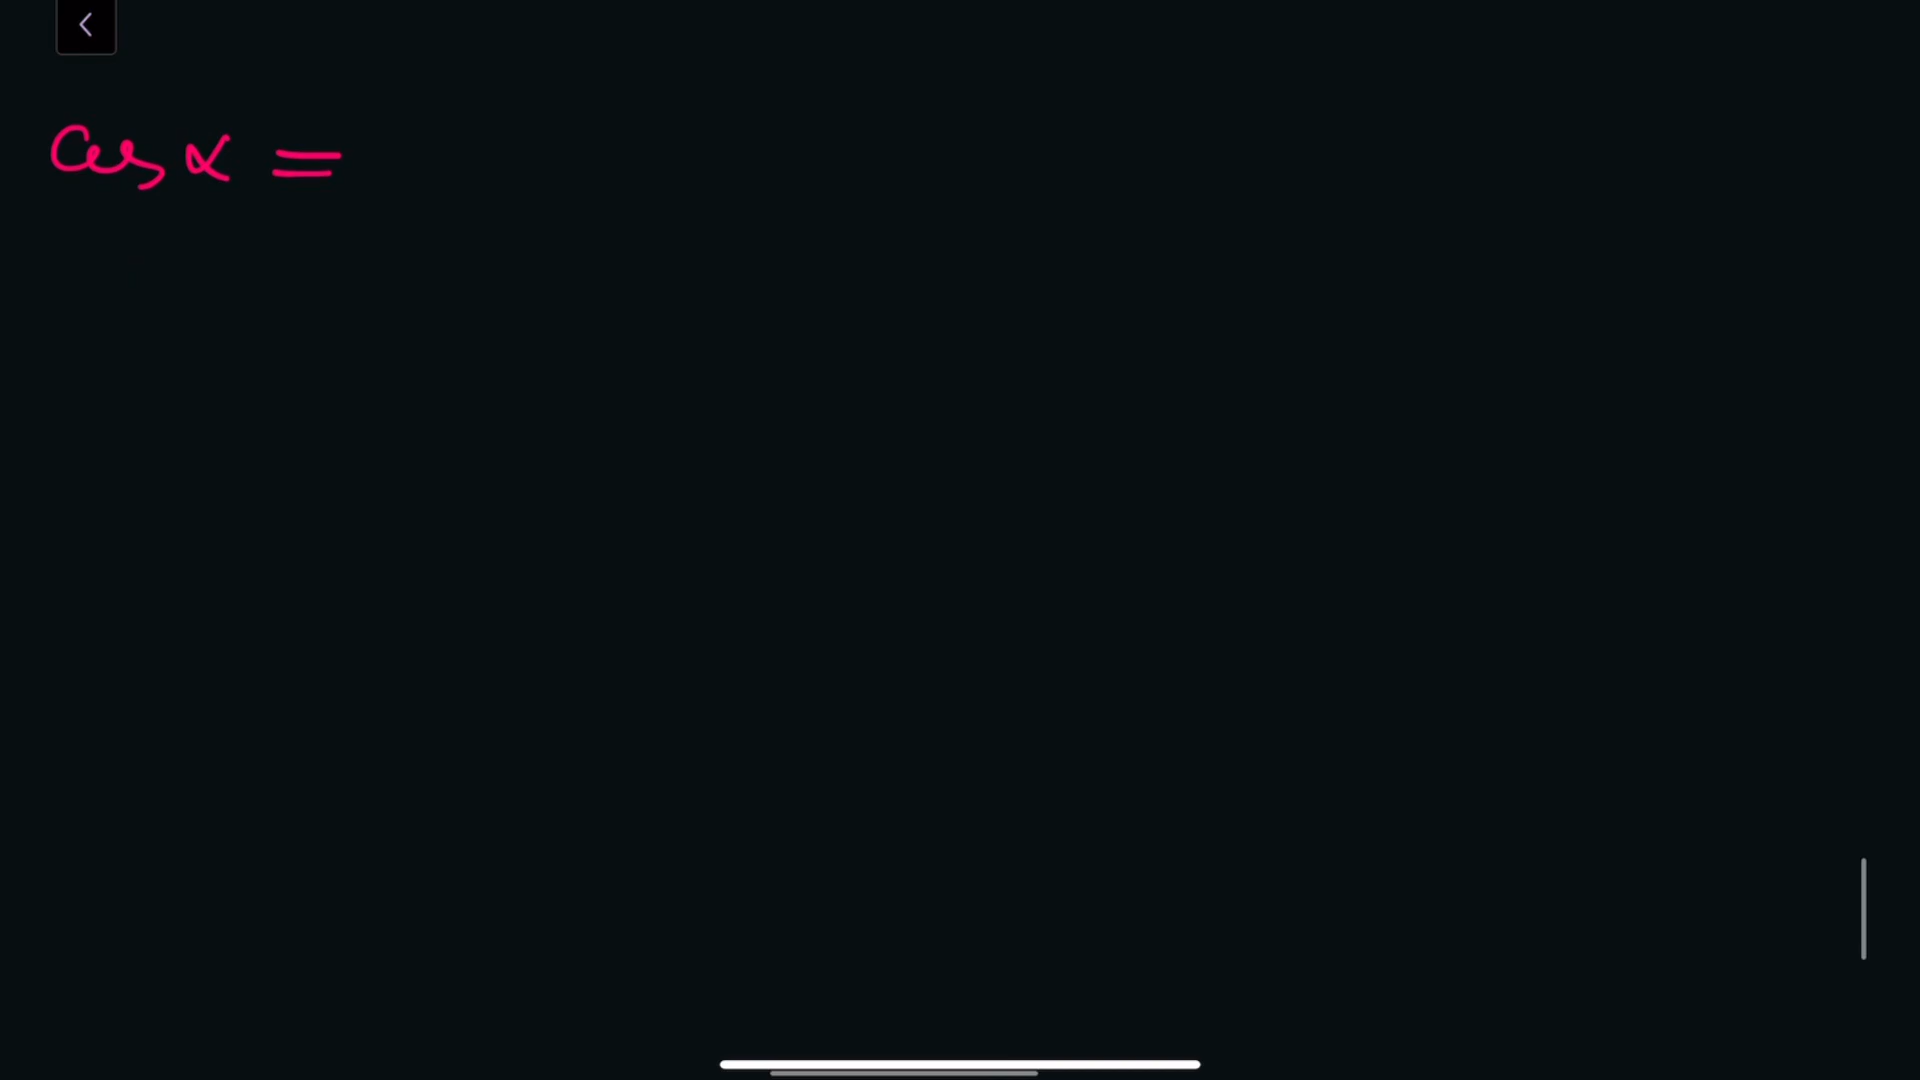 Cos α =